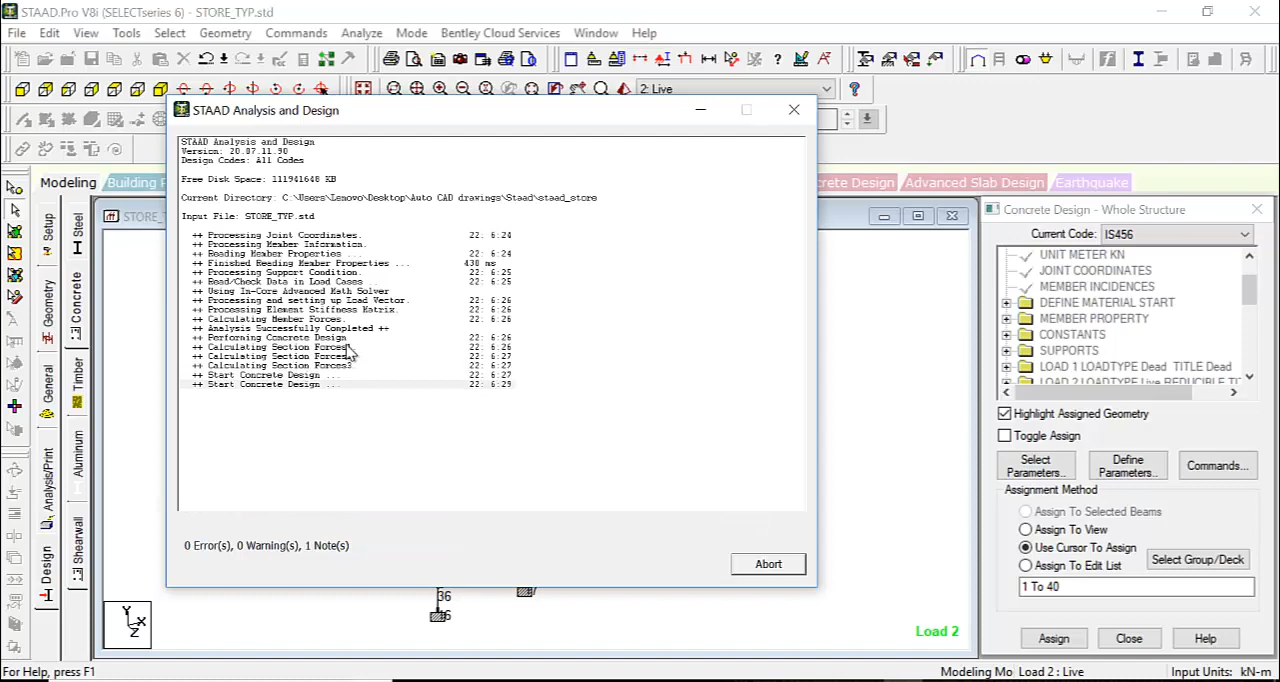 STAAD.Pro V8i (SELECTseries 6) - STORE_TYP.std
File Edit View Tools Select Geometry Commands Analyze Mode Bentley Cloud Services Window Help
2: Live
STAAD Analysis and Design
STAAD Analysis and Design
Version: 20.07.11.90
Design Codes: All Codes
Free Disk Space: 111941640 KB
Current Directory: C:\Users\Lenovo\Desktop\Auto CAD drawings\Staad\staad_store
Input File: STORE_TYP.std
++ Processing Joint Coordinates. 22: 6:24
++ Processing Member Information.
++ Reading Member Properties ... 22: 6:24
++ Finished Reading Member Properties ... 430 ms
++ Processing Support Condition. 22: 6:25
++ Read/Check Data in Load Cases 22: 6:25
++ Using In-Core Advanced Math Solver
++ Processing and setting up Load Vector. 22: 6:26
++ Processing Element Stiffness Matrix. 22: 6:26
++ Calculating Member Forces. 22: 6:26
++ Analysis Successfully Completed ++
++ Performing Concrete Design 22: 6:26
++ Calculating Section Forces 22: 6:26
++ Calculating Section Forces 22: 6:27
++ Calculating Section Forces 22: 6:27
++ Start Concrete Design ... 22: 6:27
++ Start Concrete Design ... 22: 6:29
0 Error(s), 0 Warning(s), 1 Note(s)
Abort
Modeling
Building P
crete Design
Advanced Slab Design
Earthquake
STORE_T
Setup
Geometry
General
Analysis/Print
Design
Steel
Concrete
Timber
Aluminum
Shearwall
36
Y
X
Z
Load 2
Concrete Design - Whole Structure
Current Code: IS456
UNIT METER KN
JOINT COORDINATES
MEMBER INCIDENCES
DEFINE MATERIAL START
MEMBER PROPERTY
CONSTANTS
SUPPORTS
LOAD 1 LOADTYPE Dead TITLE DEAD
LOAD 2 LOADTYPE Live REDUCIBLE TI
Highlight Assigned Geometry
Toggle Assign
Select Parameters..
Define Parameters..
Commands...
Assignment Method
Assign To Selected Beams
Assign To View
Use Cursor To Assign
Assign To Edit List
Select Group/Deck
1 To 40
Assign
Close
Help
For Help, press F1
Modeling Mo Load 2 : Live Input Units: kN-m